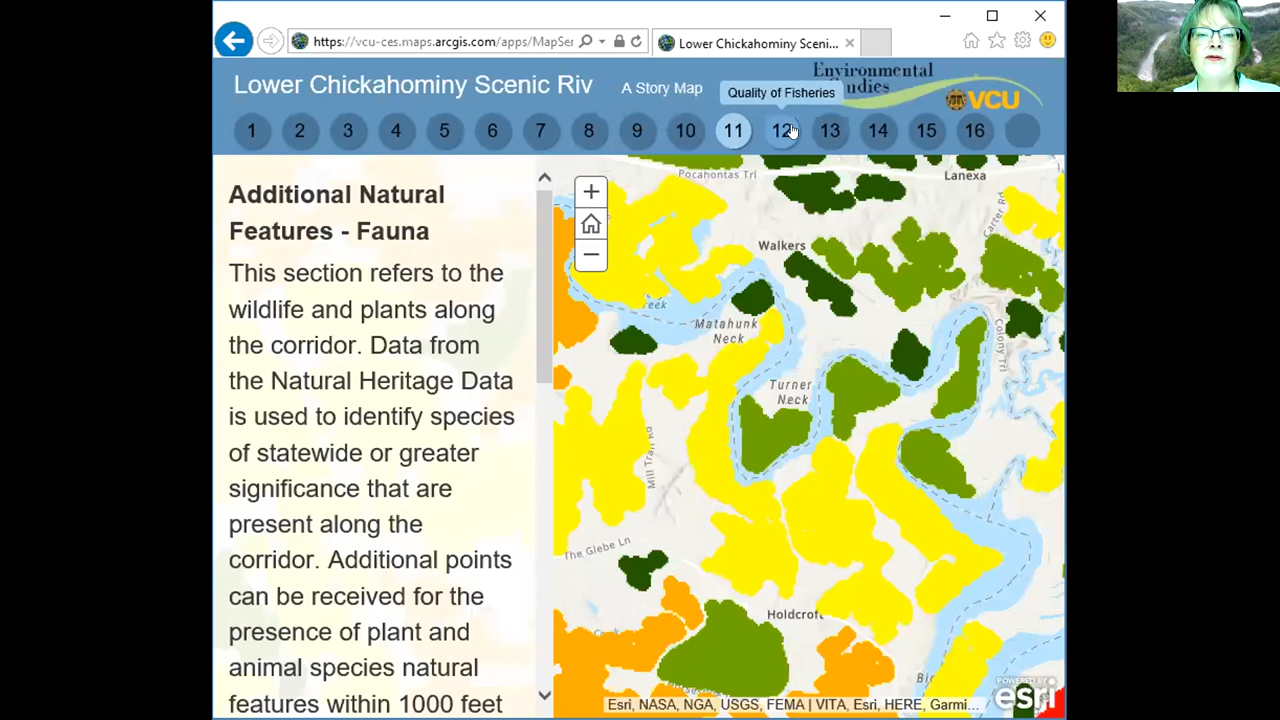 https://vcu-ces.maps.arcgis.com/apps/MapSer
Lower Chickahominy Sceni...
Lower Chickahominy Scenic Riv
A Story Map
Environmental
Studies
VCU
Quality of Fisheries
1 2 3 4 5 6 7 8 9 10 11 12 13 14 15 16
Additional Natural
Features - Fauna
This section refers to the
wildlife and plants along
the corridor. Data from
the Natural Heritage Data
is used to identify species
of statewide or greater
significance that are
present along the
corridor. Additional points
can be received for the
presence of plant and
animal species natural
features within 1000 feet
Pocahontas Trl
Lanexa
Carter Rd
Walkers
Matahunk
Neck
Turner
Neck
Colony Trl
The Glebe Ln
Holdcroft
POWERED BY
esri
Esri, NASA, NGA, USGS, FEMA | VITA, Esri, HERE, Garmi...